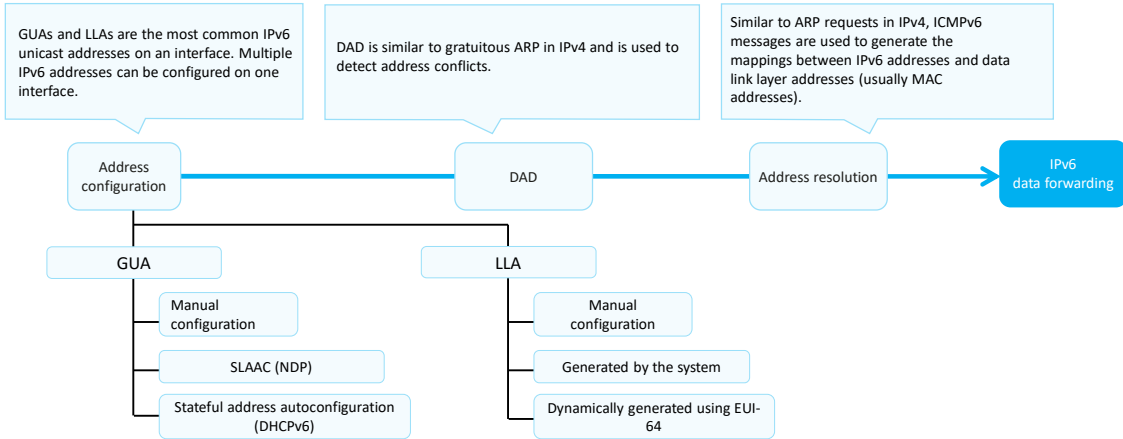 GUAs and LLAs are the most common IPv6
unicast addresses on an interface. Multiple
IPv6 addresses can be configured on one
interface.
DAD is similar to gratuitous ARP in IPv4 and is used to
detect address conflicts.
Similar to ARP requests in IPv4, ICMPv6
messages are used to generate the
mappings between IPv6 addresses and data
link layer addresses (usually MAC
addresses).
Address
configuration
DAD
Address resolution
IPv6
data forwarding
GUA
Manual
configuration
SLAAC (NDP)
Stateful address autoconfiguration
(DHCPv6)
LLA
Manual
configuration
Generated by the system
Dynamically generated using EUI-
64